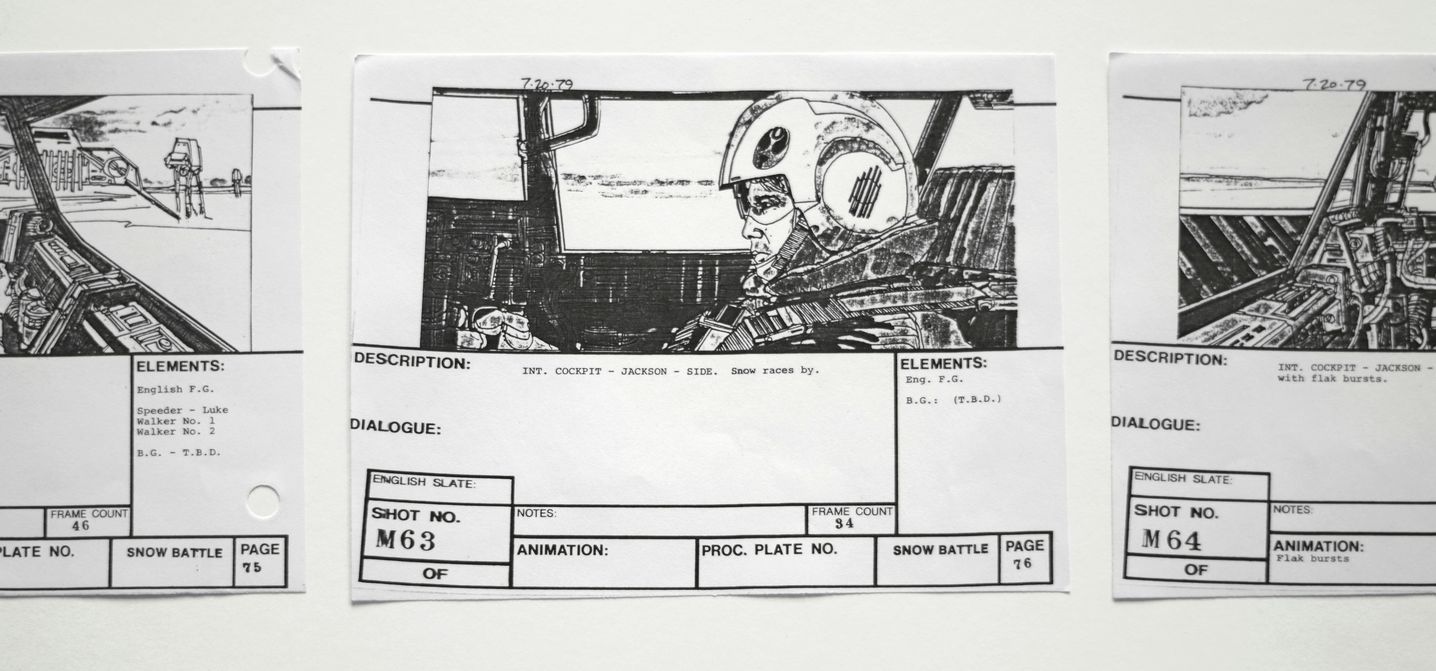 ELEMENTS:
English F.G.
Speeder - Luke
Walker No. 1
Walker No. 2
B.G. - T.B.D.
FRAME COUNT
46
PLATE NO.
SNOW BATTLE
PAGE
75
7-20-79
DESCRIPTION:
INT. COCKPIT - JACKSON - SIDE. Snow races by.
ELEMENTS:
Eng. F.G.
B.G.: (T.B.D.)
DIALOGUE:
ENGLISH SLATE:
SHOT NO.
M63
OF
NOTES:
FRAME COUNT
34
ANIMATION:
PROC. PLATE NO.
SNOW BATTLE
PAGE
76
7-20-79
DESCRIPTION:
INT. COCKPIT - JACKSON -
with flak bursts.
DIALOGUE:
ENGLISH SLATE:
SHOT NO.
M64
OF
NOTES:
ANIMATION:
Flak bursts